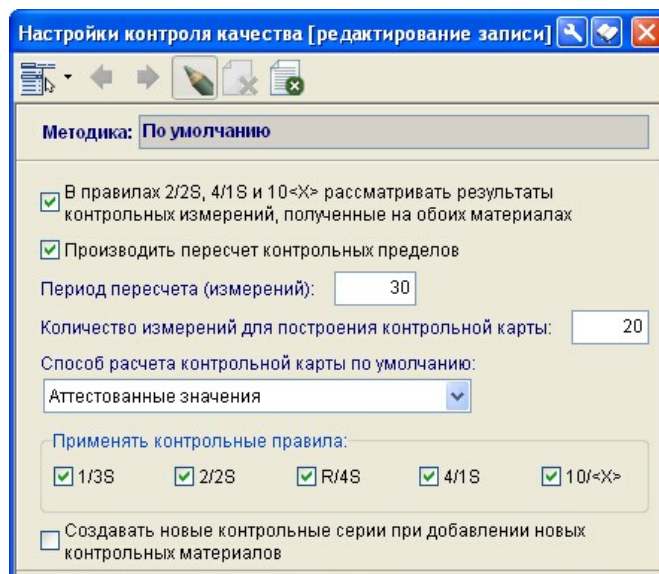 Настройки контроля качества [редактирование записи]
Методика: По умолчанию
В правилах 2/2S, 4/1S и 10<X> рассматривать результаты
контрольных измерений, полученные на обоих материалах
Производить пересчет контрольных пределов
Период пересчета (измерений): 30
Количество измерений для построения контрольной карты: 20
Способ расчета контрольной карты по умолчанию:
Аттестованные значения
Применять контрольные правила:
1/3S 2/2S R/4S 4/1S 10/<X>
Создавать новые контрольные серии при добавлении новых
контрольных материалов